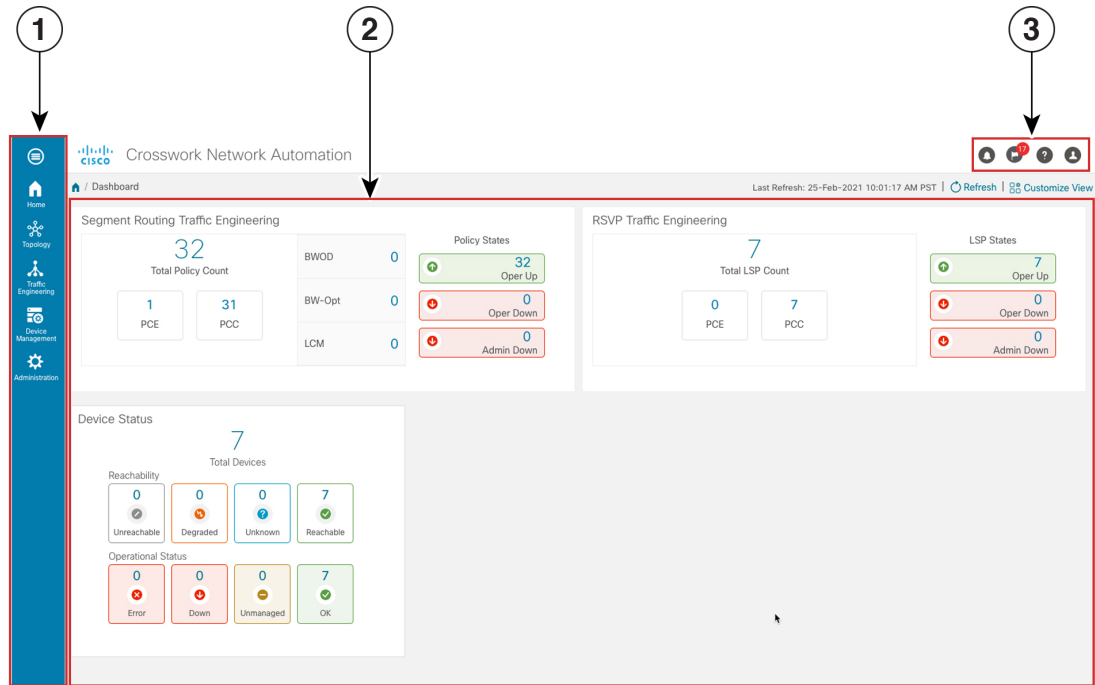 1
2
3
CISCO Crosswork Network Automation
17
?
Home
Topology
Traffic
Engineering
Device
Management
Administration
/ Dashboard
Last Refresh: 25-Feb-2021 10:01:17 AM PST | Refresh | Customize View
Segment Routing Traffic Engineering
32
Total Policy Count
1
PCE
31
PCC
BWOD 0
BW-Opt 0
LCM 0
Policy States
32
Oper Up
0
Oper Down
0
Admin Down
RSVP Traffic Engineering
7
Total LSP Count
0
PCE
7
PCC
LSP States
7
Oper Up
0
Oper Down
0
Admin Down
Device Status
7
Total Devices
Reachability
0
Unreachable
0
Degraded
0
?
Unknown
7
Reachable
Operational Status
0
Error
0
Down
0
Unmanaged
7
OK